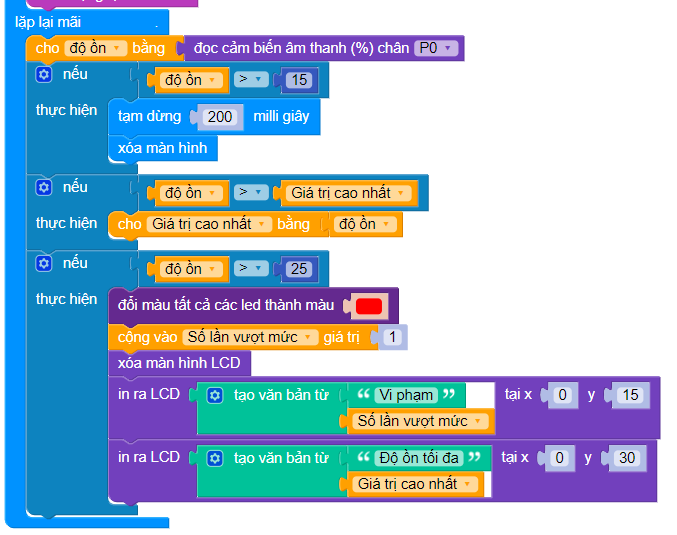 lặp lại mãi
cho độ ồn bằng đọc cảm biến âm thanh (%) chân P0
nếu độ ồn > 15
thực hiện tạm dừng 200 milli giây
xóa màn hình
nếu độ ồn > Giá trị cao nhất
thực hiện cho Giá trị cao nhất bằng độ ồn
nếu độ ồn > 25
thực hiện đổi màu tất cả các led thành màu
cộng vào Số lần vượt mức giá trị 1
xóa màn hình LCD
in ra LCD tạo văn bản từ “ Vi phạm ” tại x 0 y 15
Số lần vượt mức
in ra LCD tạo văn bản từ “ Độ ồn tối đa ” tại x 0 y 30
Giá trị cao nhất